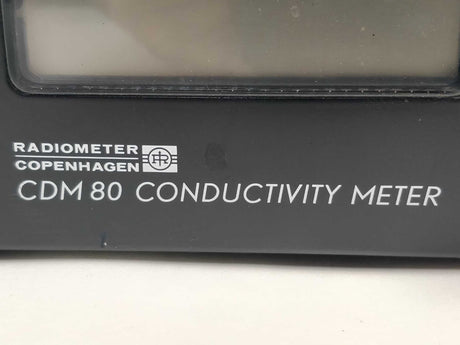 RADIOMETER
COPENHAGEN
CDM 80 CONDUCTIVITY METER